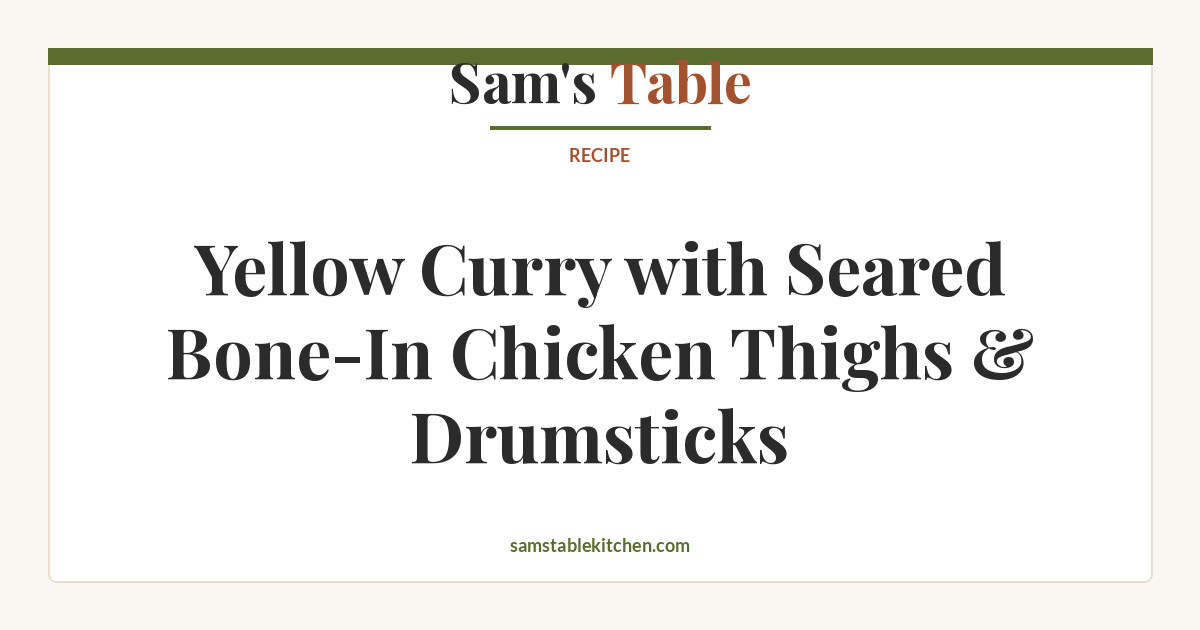 Sam's Table
RECIPE
Yellow Curry with Seared
Bone-In Chicken Thighs &
Drumsticks
samstablekitchen.com